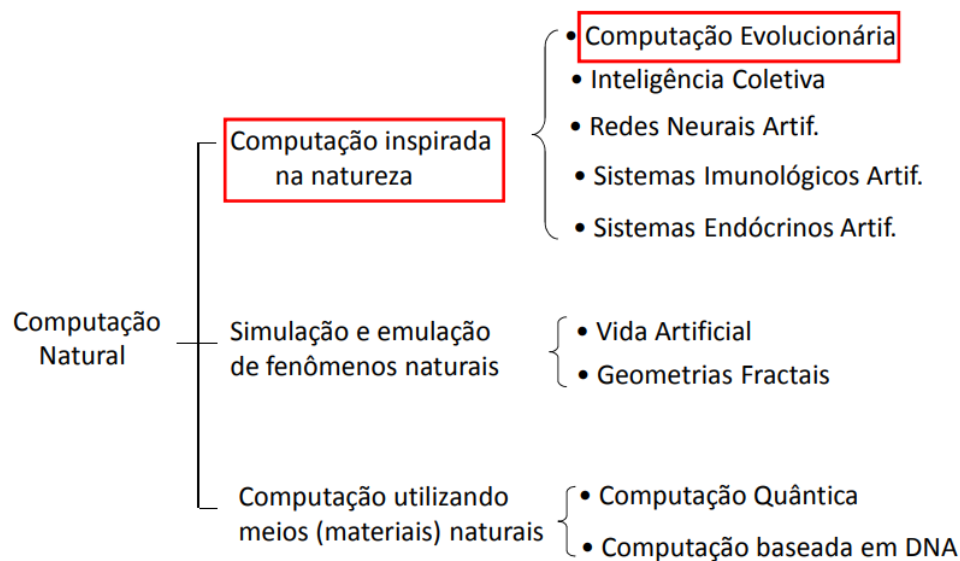 • Computação Evolucionária
• Inteligência Coletiva
Computação inspirada
na natureza
• Redes Neurais Artif.
• Sistemas Imunológicos Artif.
• Sistemas Endócrinos Artif.
Computação
Natural
Simulação e emulação
de fenômenos naturais
• Vida Artificial
• Geometrias Fractais
Computação utilizando
meios (materiais) naturais
• Computação Quântica
• Computação baseada em DNA